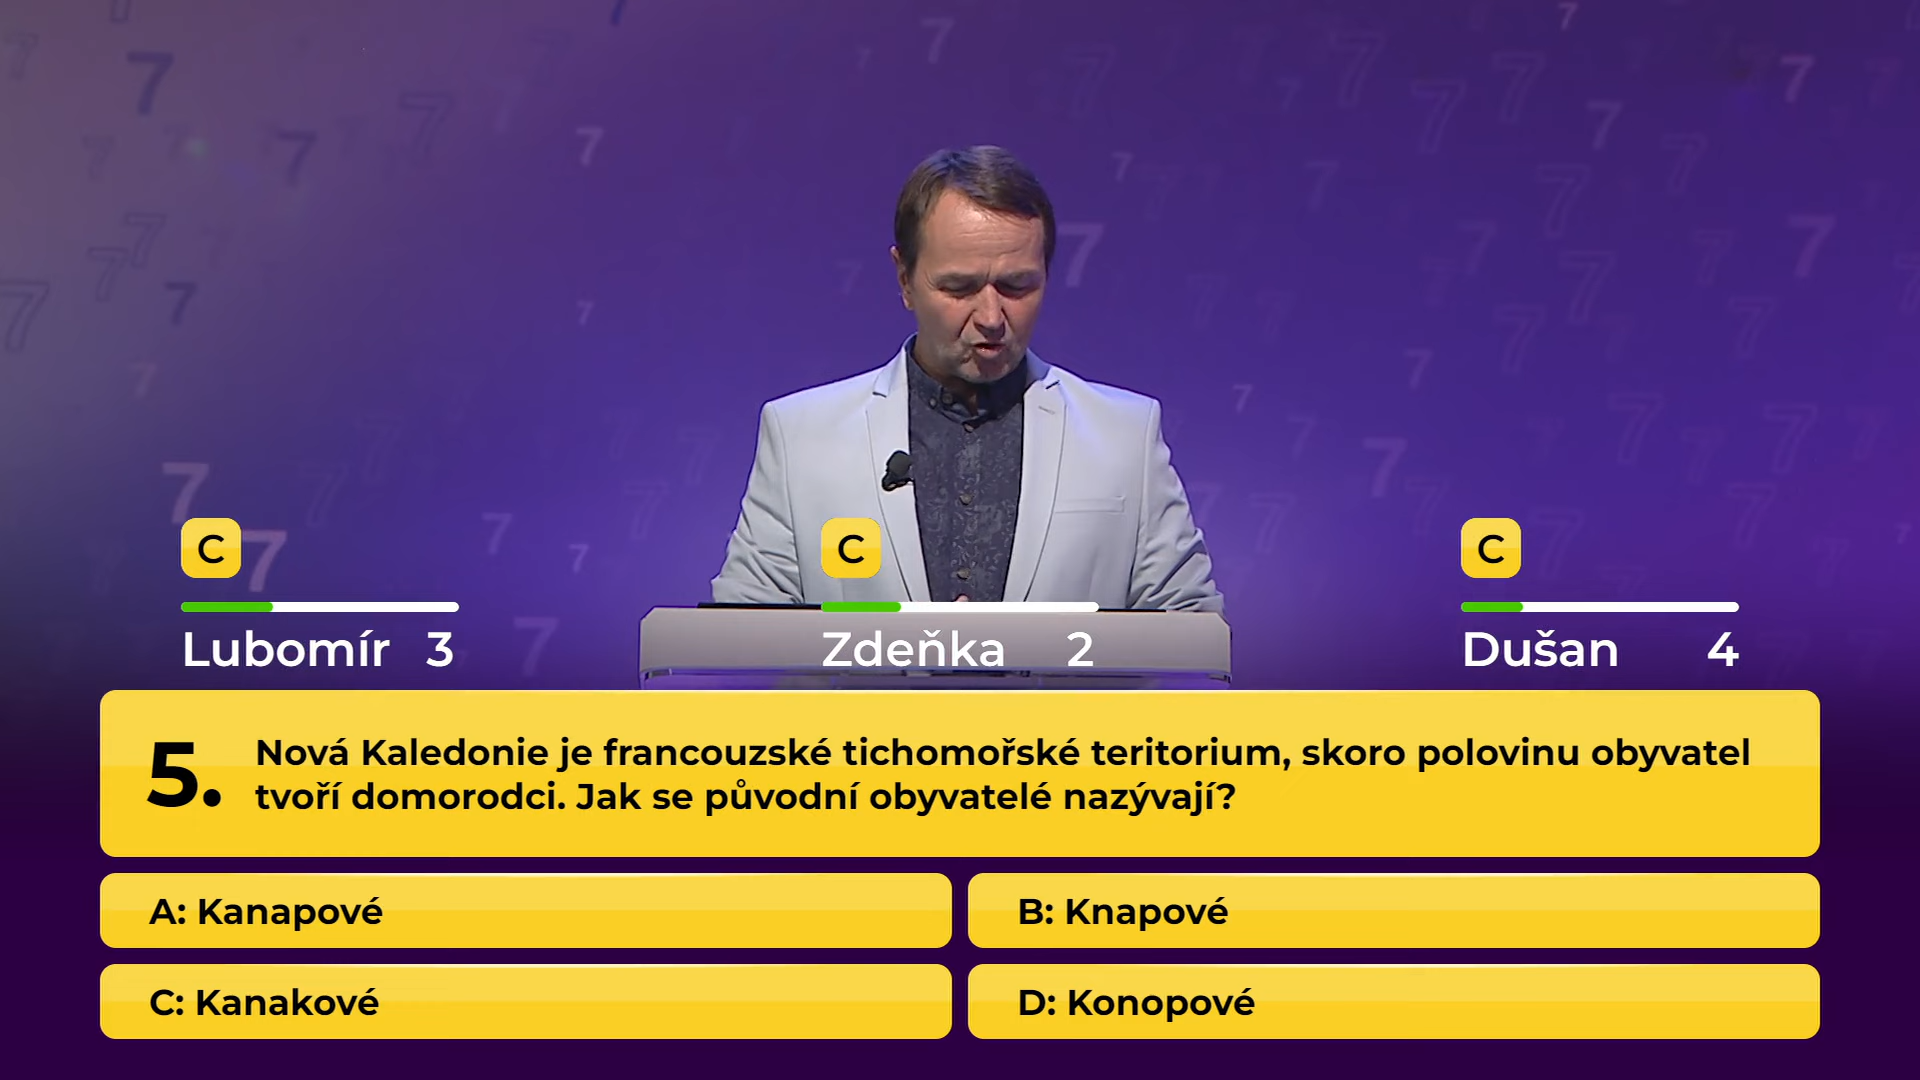 C
C
C
Lubomír 3
Zdeňka 2
Dušan 4
5.
Nová Kaledonie je francouzské tichomořské teritorium, skoro polovinu obyvatel
tvoří domorodci. Jak se původní obyvatelé nazývají?
A: Kanapové
B: Knapové
C: Kanakové
D: Konopové